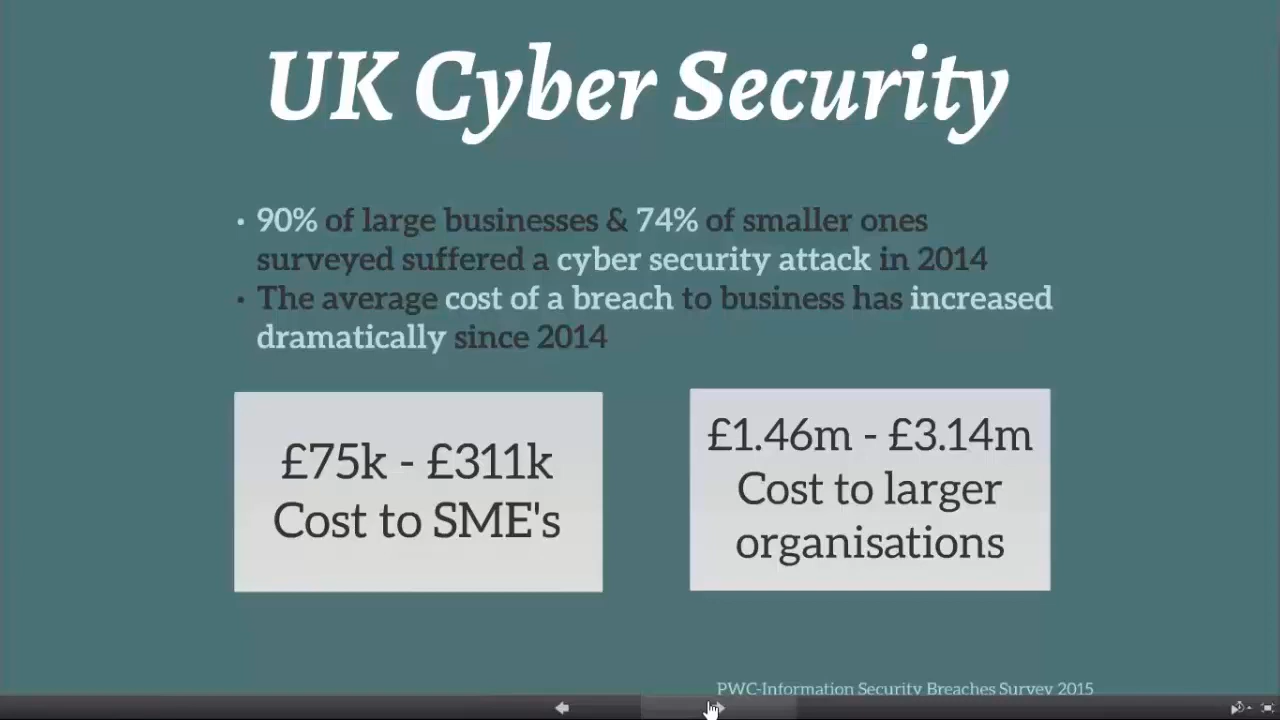 UK Cyber Security
• 90% of large businesses & 74% of smaller ones
surveyed suffered a cyber security attack in 2014
• The average cost of a breach to business has increased
dramatically since 2014
£75k - £311k
Cost to SME's
£1.46m - £3.14m
Cost to larger
organisations
PWC-Information Security Breaches Survey 2015